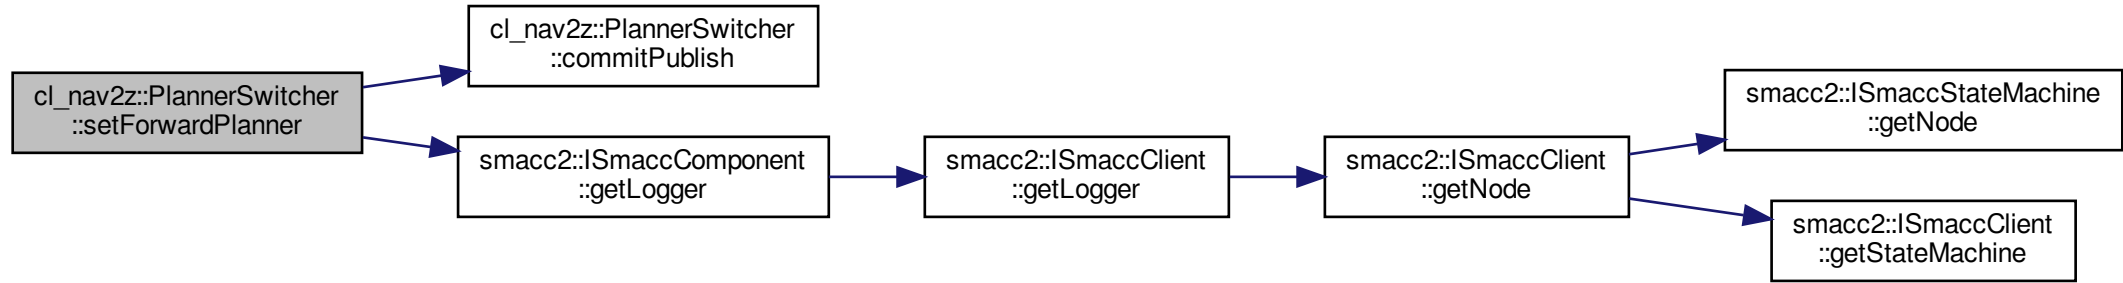 cl_nav2z::PlannerSwitcher
::setForwardPlanner
cl_nav2z::PlannerSwitcher
::commitPublish
smacc2::ISmaccComponent
::getLogger
smacc2::ISmaccClient
::getLogger
smacc2::ISmaccClient
::getNode
smacc2::ISmaccStateMachine
::getNode
smacc2::ISmaccClient
::getStateMachine